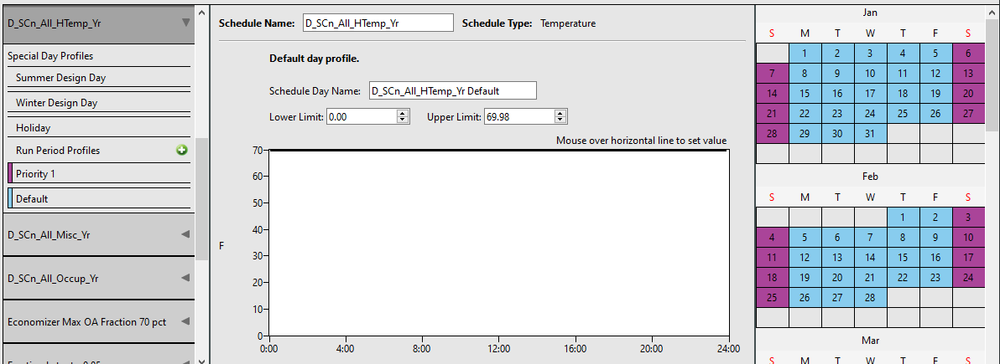 D_SCn_All_HTemp_Yr
Special Day Profiles
Summer Design Day
Winter Design Day
Holiday
Run Period Profiles
Priority 1
Default
D_SCn_All_Misc_Yr
D_SCn_All_Occup_Yr
Economizer Max OA Fraction 70 pct
Schedule Name: D_SCn_All_HTemp_Yr Schedule Type: Temperature
Default day profile.
Schedule Day Name: D_SCn_All_HTemp_Yr Default
Lower Limit: 0.00 Upper Limit: 69.98
Mouse over horizontal line to set value
70
60
50
40
F
30
20
10
0
0:00 4:00 8:00 12:00 16:00 20:00 24:00
Jan
S M T W T F S
1 2 3 4 5 6
7 8 9 10 11 12 13
14 15 16 17 18 19 20
21 22 23 24 25 26 27
28 29 30 31
Feb
S M T W T F S
1 2 3
4 5 6 7 8 9 10
11 12 13 14 15 16 17
18 19 20 21 22 23 24
25 26 27 28
Mar
S M T W T F S